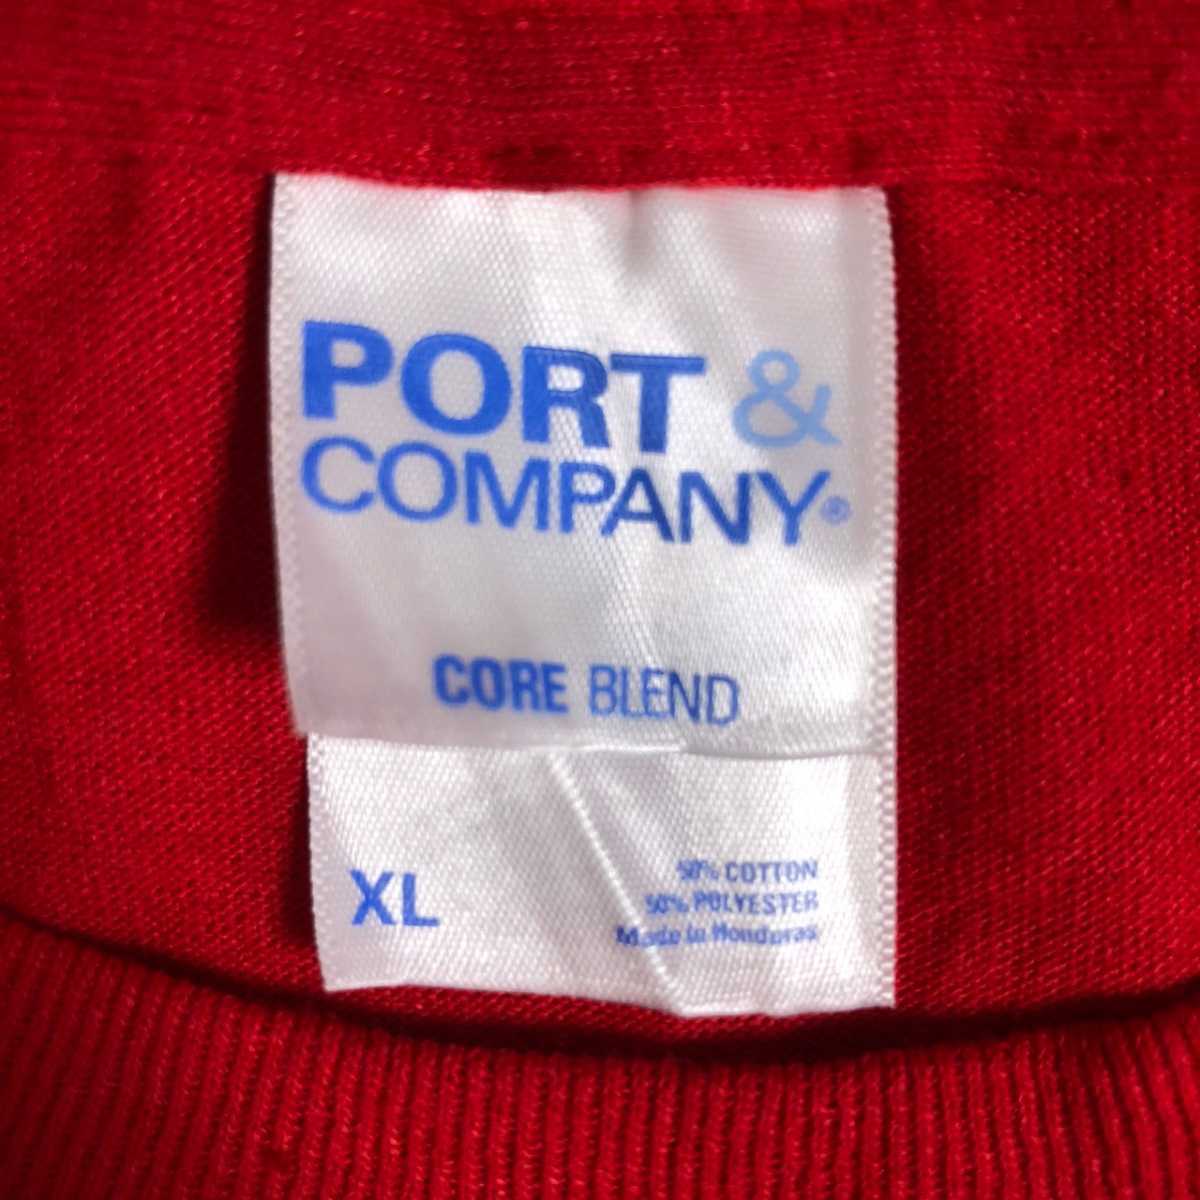 PORT &
COMPANY®
CORE BLEND
XL
50% COTTON
50% POLYESTER
Made in Honduras